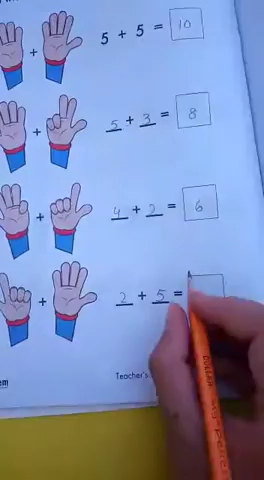 5 + 5 = 10
5 + 3 = 8
4 + 2 = 6
2 + 5 =
Teacher's